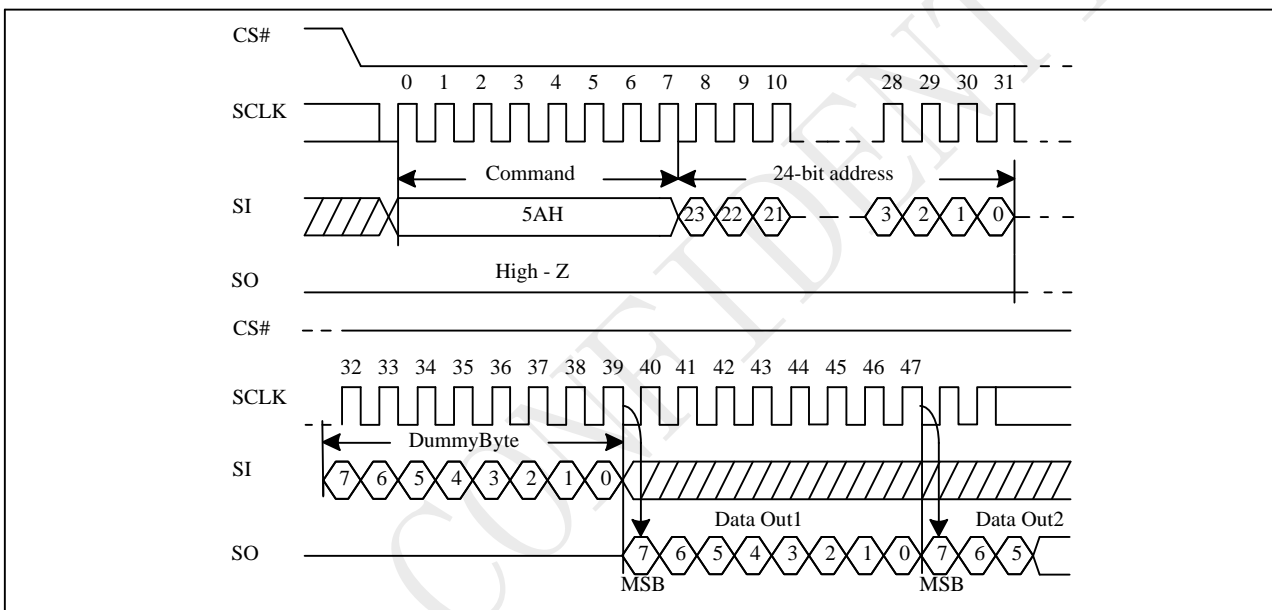 CS#
0 1 2 3 4 5 6 7 8 9 10 28 29 30 31
SCLK
Command 24-bit address
SI
5AH 23 22 21 3 2 1 0
High - Z
SO
CS#
32 33 34 35 36 37 38 39 40 41 42 43 44 45 46 47
SCLK
DummyByte
SI
7 6 5 4 3 2 1 0
Data Out1 Data Out2
SO
7 6 5 4 3 2 1 0 7 6 5
MSB MSB
CONFIDENT